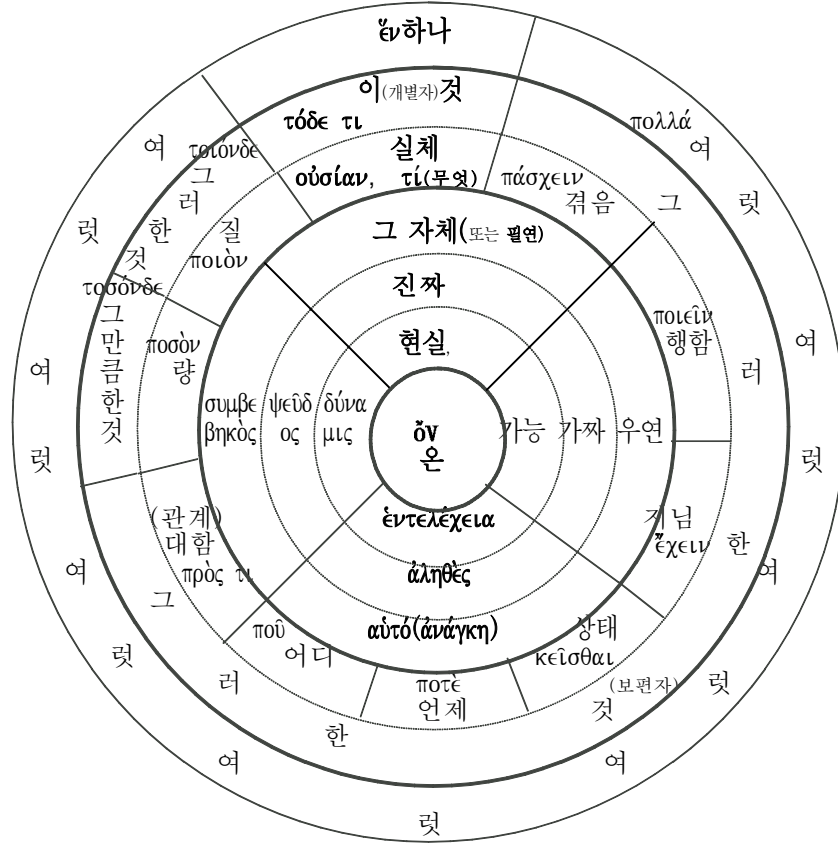 ἕν하나
이(개별자)것
τόδε τι
실체
οὐσίαν, τί(무엇)
πολλά
여
럿
여
럿
여
럿
여
럿
여
럿
여
럿
여
럿
여
럿
τοιόνδε
그
러
한
것
질
ποιὸν
τοσόνδε
그
만
큼
한
것
ποσὸν
량
(관계)
대함
πρὸς τι
ποῦ
어디
ποτὲ
언제
상태
κεῖσθαι
지님
ἔχειν
ποιεῖν
행함
πάσχειν
겪음
그
러
한
것
(보편자)
그
러
한
그 자체(또는 필연)
진짜
현실,
συμβε
βηκὸς
ψεῦδ
ος
δύνα
μις
ὂν
온
가능 가짜 우연
ἐντελέχεια
ἀληθὲς
αὑτό(ἀνάγκη)